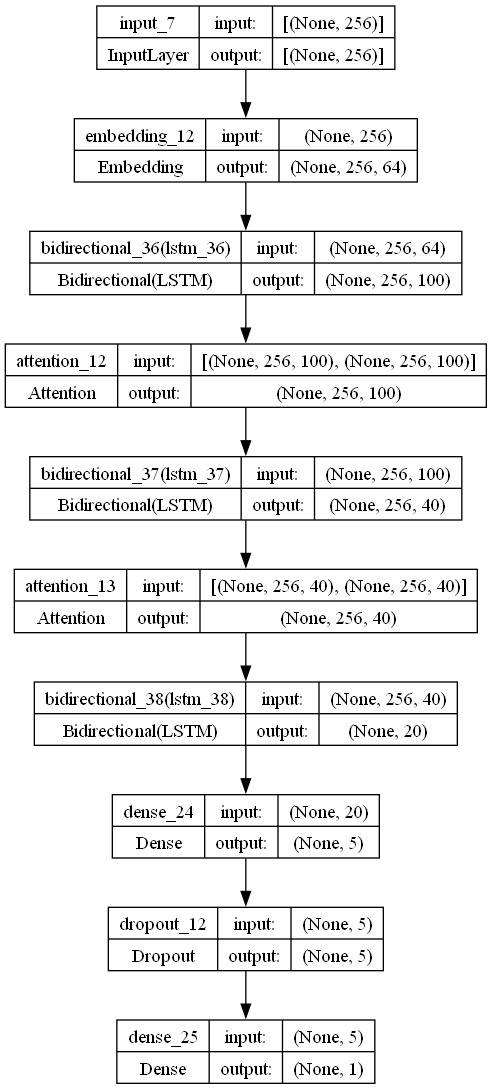 input_7 input: [(None, 256)]
InputLayer output: [(None, 256)]
embedding_12 input: (None, 256)
Embedding output: (None, 256, 64)
bidirectional_36(lstm_36) input: (None, 256, 64)
Bidirectional(LSTM) output: (None, 256, 100)
attention_12 input: [(None, 256, 100), (None, 256, 100)]
Attention output: (None, 256, 100)
bidirectional_37(lstm_37) input: (None, 256, 100)
Bidirectional(LSTM) output: (None, 256, 40)
attention_13 input: [(None, 256, 40), (None, 256, 40)]
Attention output: (None, 256, 40)
bidirectional_38(lstm_38) input: (None, 256, 40)
Bidirectional(LSTM) output: (None, 20)
dense_24 input: (None, 20)
Dense output: (None, 5)
dropout_12 input: (None, 5)
Dropout output: (None, 5)
dense_25 input: (None, 5)
Dense output: (None, 1)